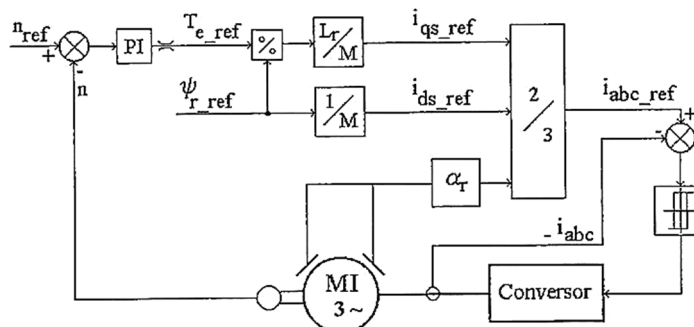 n_ref
+
-
n
PI
T_e_ref
%
L_r/M
i_qs_ref
ψ_r_ref
1/M
i_ds_ref
2/3
i_abc_ref
+
-
α_r
- i_abc
MI
3~
Conversor